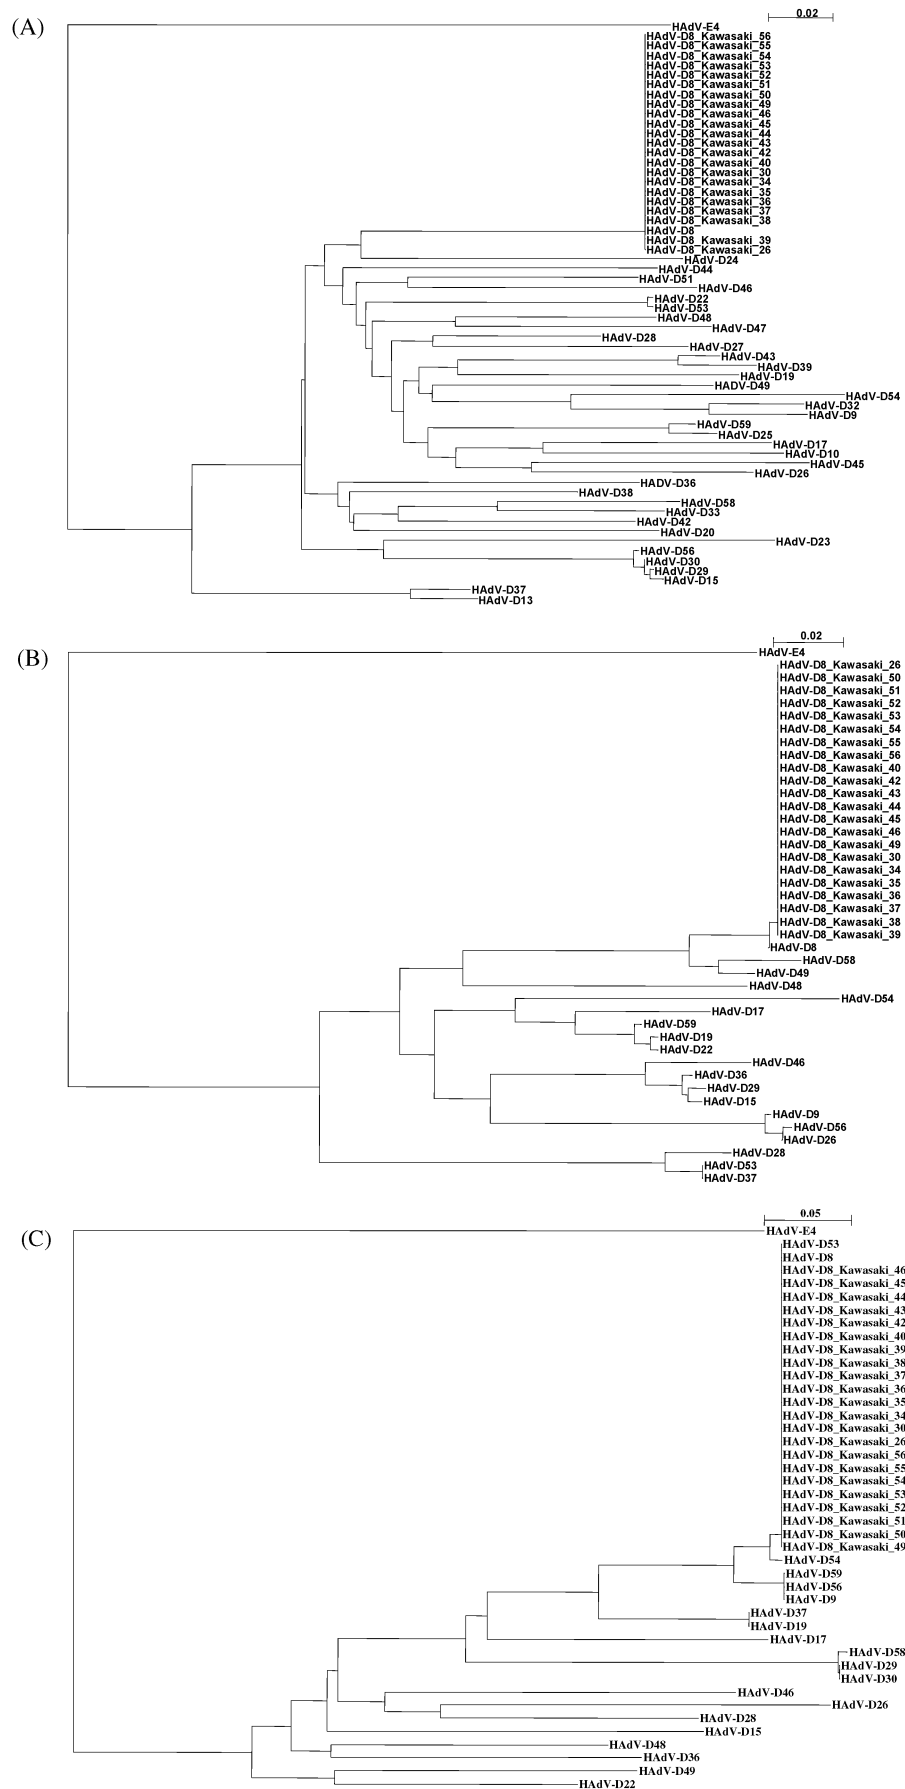 (A)
0.02
HAdV-E4
HAdV-D8_Kawasaki_56
HAdV-D8_Kawasaki_55
HAdV-D8_Kawasaki_54
HAdV-D8_Kawasaki_53
HAdV-D8_Kawasaki_52
HAdV-D8_Kawasaki_51
HAdV-D8_Kawasaki_50
HAdV-D8_Kawasaki_49
HAdV-D8_Kawasaki_46
HAdV-D8_Kawasaki_45
HAdV-D8_Kawasaki_44
HAdV-D8_Kawasaki_43
HAdV-D8_Kawasaki_42
HAdV-D8_Kawasaki_40
HAdV-D8_Kawasaki_30
HAdV-D8_Kawasaki_34
HAdV-D8_Kawasaki_35
HAdV-D8_Kawasaki_36
HAdV-D8_Kawasaki_37
HAdV-D8_Kawasaki_38
HAdV-D8
HAdV-D8_Kawasaki_39
HAdV-D8_Kawasaki_26
HAdV-D24
HAdV-D44
HAdV-D51
HAdV-D46
HAdV-D22
HAdV-D53
HAdV-D48
HAdV-D47
HAdV-D28
HAdV-D27
HAdV-D43
HAdV-D39
HAdV-D19
HADV-D49
HAdV-D54
HAdV-D32
HAdV-D9
HAdV-D59
HAdV-D25
HAdV-D17
HAdV-D10
HAdV-D45
HAdV-D26
HADV-D36
HAdV-D38
HAdV-D58
HAdV-D33
HAdV-D42
HAdV-D20
HAdV-D23
HAdV-D56
HAdV-D30
HAdV-D29
HAdV-D15
HAdV-D37
HAdV-D13
(B)
0.02
HAdV-E4
HAdV-D8_Kawasaki_26
HAdV-D8_Kawasaki_50
HAdV-D8_Kawasaki_51
HAdV-D8_Kawasaki_52
HAdV-D8_Kawasaki_53
HAdV-D8_Kawasaki_54
HAdV-D8_Kawasaki_55
HAdV-D8_Kawasaki_56
HAdV-D8_Kawasaki_40
HAdV-D8_Kawasaki_42
HAdV-D8_Kawasaki_43
HAdV-D8_Kawasaki_44
HAdV-D8_Kawasaki_45
HAdV-D8_Kawasaki_46
HAdV-D8_Kawasaki_49
HAdV-D8_Kawasaki_30
HAdV-D8_Kawasaki_34
HAdV-D8_Kawasaki_35
HAdV-D8_Kawasaki_36
HAdV-D8_Kawasaki_37
HAdV-D8_Kawasaki_38
HAdV-D8_Kawasaki_39
HAdV-D8
HAdV-D58
HAdV-D49
HAdV-D48
HAdV-D54
HAdV-D17
HAdV-D59
HAdV-D19
HAdV-D22
HAdV-D46
HAdV-D36
HAdV-D29
HAdV-D15
HAdV-D9
HAdV-D56
HAdV-D26
HAdV-D28
HAdV-D53
HAdV-D37
(C)
0.05
HAdV-E4
HAdV-D53
HAdV-D8
HAdV-D8_Kawasaki_46
HAdV-D8_Kawasaki_45
HAdV-D8_Kawasaki_44
HAdV-D8_Kawasaki_43
HAdV-D8_Kawasaki_42
HAdV-D8_Kawasaki_40
HAdV-D8_Kawasaki_39
HAdV-D8_Kawasaki_38
HAdV-D8_Kawasaki_37
HAdV-D8_Kawasaki_36
HAdV-D8_Kawasaki_35
HAdV-D8_Kawasaki_34
HAdV-D8_Kawasaki_30
HAdV-D8_Kawasaki_26
HAdV-D8_Kawasaki_56
HAdV-D8_Kawasaki_55
HAdV-D8_Kawasaki_54
HAdV-D8_Kawasaki_53
HAdV-D8_Kawasaki_52
HAdV-D8_Kawasaki_51
HAdV-D8_Kawasaki_50
HAdV-D8_Kawasaki_49
HAdV-D54
HAdV-D59
HAdV-D56
HAdV-D9
HAdV-D37
HAdV-D19
HAdV-D17
HAdV-D58
HAdV-D29
HAdV-D30
HAdV-D46
HAdV-D26
HAdV-D28
HAdV-D15
HAdV-D48
HAdV-D36
HAdV-D49
HAdV-D22